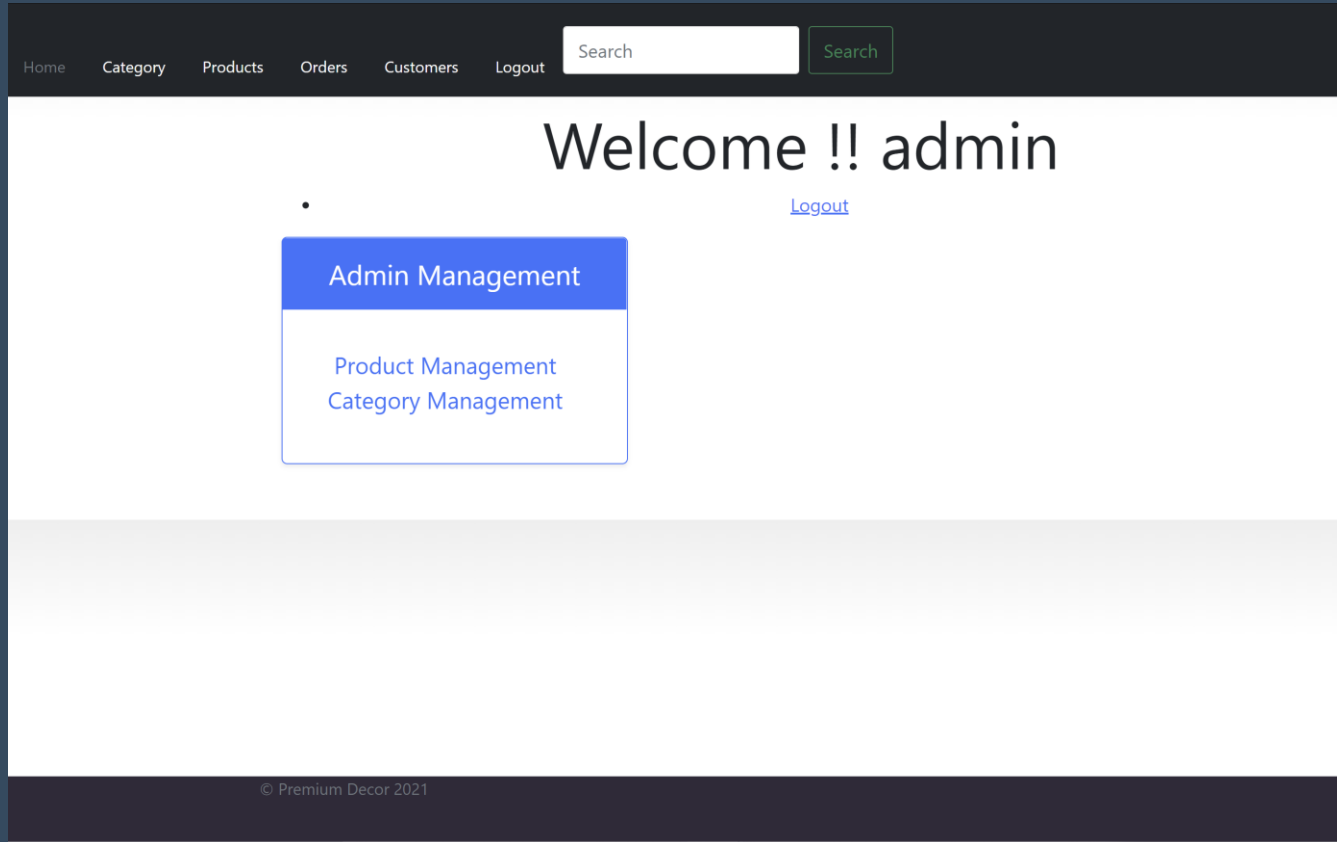 Home Category Products Orders Customers Logout Search Search
Welcome !! admin
• Logout
Admin Management
Product Management
Category Management
© Premium Decor 2021